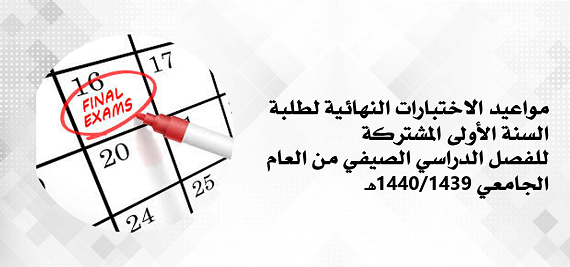 مواعيد الاختبارات النهائية لطلبة
السنة الأولى المشتركة
للفصل الدراسي الصيفي من العام
الجامعي 1440/1439هـ
16
17
FINAL
EXAMS
20
24
25